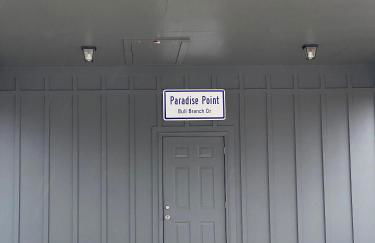 Paradise Point
Bull Branch Dr